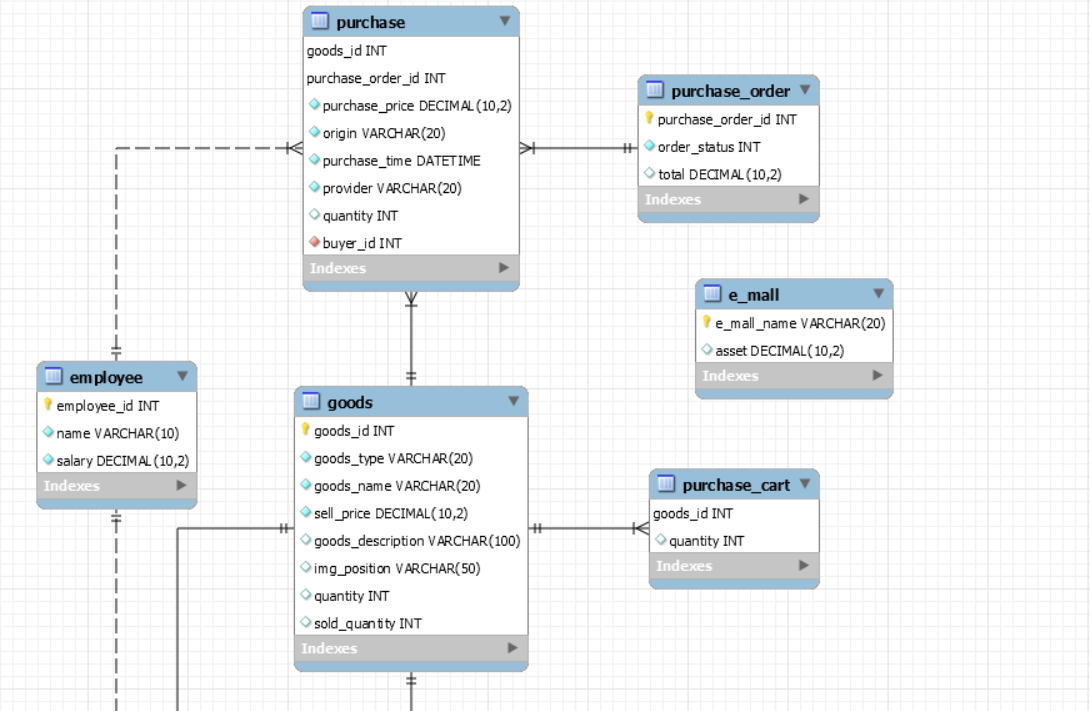 purchase
goods_id INT
purchase_order_id INT
purchase_price DECIMAL(10,2)
origin VARCHAR(20)
purchase_time DATETIME
provider VARCHAR(20)
quantity INT
buyer_id INT
Indexes
purchase_order
purchase_order_id INT
order_status INT
total DECIMAL(10,2)
Indexes
e_mall
e_mall_name VARCHAR(20)
asset DECIMAL(10,2)
Indexes
employee
employee_id INT
name VARCHAR(10)
salary DECIMAL(10,2)
Indexes
goods
goods_id INT
goods_type VARCHAR(20)
goods_name VARCHAR(20)
sell_price DECIMAL(10,2)
goods_description VARCHAR(100)
img_position VARCHAR(50)
quantity INT
sold_quantity INT
Indexes
purchase_cart
goods_id INT
quantity INT
Indexes